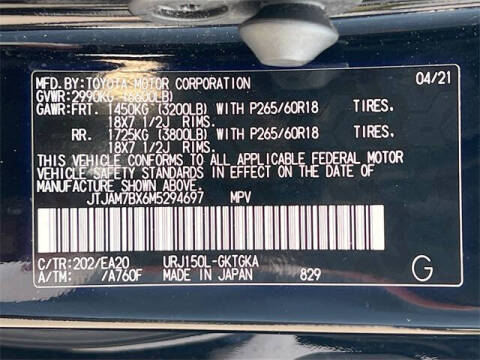 MFD.BY:TOYOTA MOTOR CORPORATION 04/21
GVWR:2990KG (6600LB)
GAWR:FRT. 1450KG (3200LB) WITH P265/60R18 TIRES.
18X7 1/2J RIMS.
RR. 1725KG (3800LB) WITH P265/60R18 TIRES.
18X7 1/2J RIMS.
THIS VEHICLE CONFORMS TO ALL APPLICABLE FEDERAL MOTOR
VEHICLE SAFETY STANDARDS IN EFFECT ON THE DATE OF
MANUFACTURE SHOWN ABOVE.
JTJAM7BX6M5294697 MPV
C/TR:202/EA20 URJ150L-GKTGKA
A/TM: /A760F MADE IN JAPAN 829 G